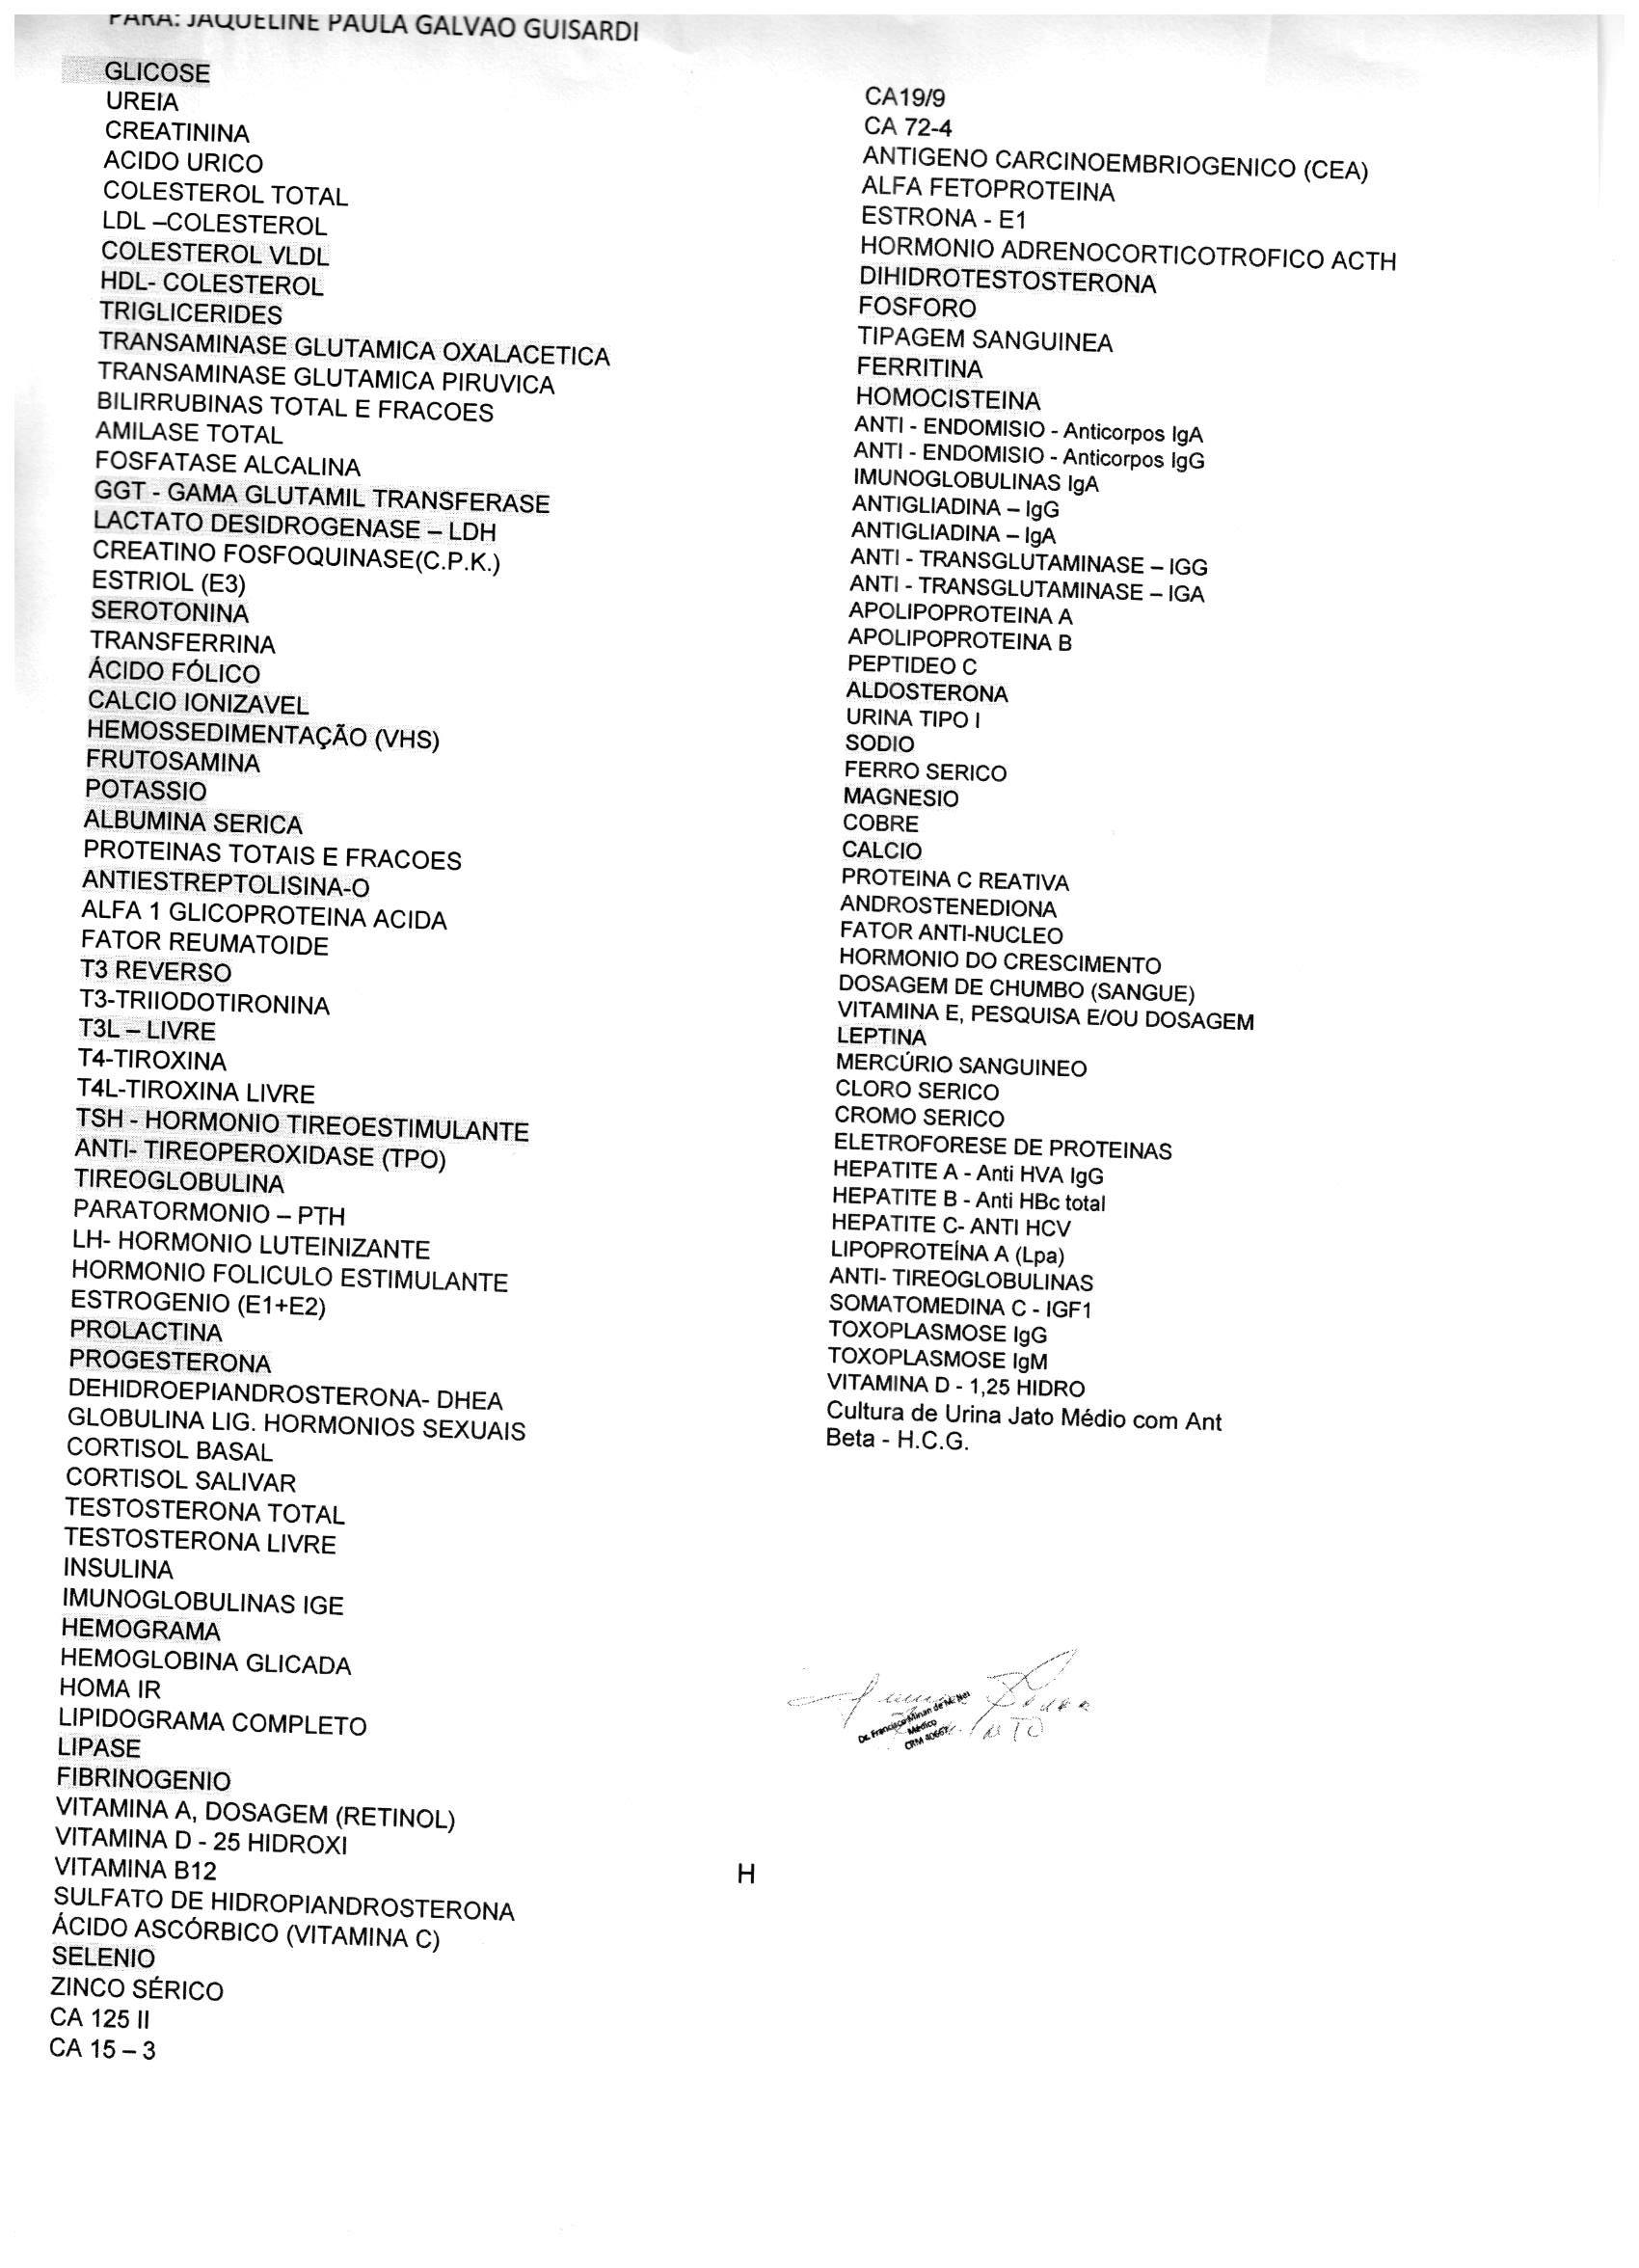 PARA: JAQUELINE PAULA GALVAO GUISARDI
GLICOSE
UREIA
CREATININA
ACIDO URICO
COLESTEROL TOTAL
LDL –COLESTEROL
COLESTEROL VLDL
HDL- COLESTEROL
TRIGLICERIDES
TRANSAMINASE GLUTAMICA OXALACETICA
TRANSAMINASE GLUTAMICA PIRUVICA
BILIRRUBINAS TOTAL E FRACOES
AMILASE TOTAL
FOSFATASE ALCALINA
GGT - GAMA GLUTAMIL TRANSFERASE
LACTATO DESIDROGENASE – LDH
CREATINO FOSFOQUINASE(C.P.K.)
ESTRIOL (E3)
SEROTONINA
TRANSFERRINA
ÁCIDO FÓLICO
CALCIO IONIZAVEL
HEMOSSEDIMENTAÇÃO (VHS)
FRUTOSAMINA
POTASSIO
ALBUMINA SERICA
PROTEINAS TOTAIS E FRACOES
ANTIESTREPTOLISINA-O
ALFA 1 GLICOPROTEINA ACIDA
FATOR REUMATOIDE
T3 REVERSO
T3-TRIIODOTIRONINA
T3L – LIVRE
T4-TIROXINA
T4L-TIROXINA LIVRE
TSH - HORMONIO TIREOESTIMULANTE
ANTI- TIREOPEROXIDASE (TPO)
TIREOGLOBULINA
PARATORMONIO – PTH
LH- HORMONIO LUTEINIZANTE
HORMONIO FOLICULO ESTIMULANTE
ESTROGENIO (E1+E2)
PROLACTINA
PROGESTERONA
DEHIDROEPIANDROSTERONA- DHEA
GLOBULINA LIG. HORMONIOS SEXUAIS
CORTISOL BASAL
CORTISOL SALIVAR
TESTOSTERONA TOTAL
TESTOSTERONA LIVRE
INSULINA
IMUNOGLOBULINAS IGE
HEMOGRAMA
HEMOGLOBINA GLICADA
HOMA IR
LIPIDOGRAMA COMPLETO
LIPASE
FIBRINOGENIO
VITAMINA A, DOSAGEM (RETINOL)
VITAMINA D - 25 HIDROXI
VITAMINA B12
SULFATO DE HIDROPIANDROSTERONA
ÁCIDO ASCÓRBICO (VITAMINA C)
SELENIO
ZINCO SÉRICO
CA 125 II
CA 15 – 3
CA19/9
CA 72-4
ANTIGENO CARCINOEMBRIOGENICO (CEA)
ALFA FETOPROTEINA
ESTRONA - E1
HORMONIO ADRENOCORTICOTROFICO ACTH
DIHIDROTESTOSTERONA
FOSFORO
TIPAGEM SANGUINEA
FERRITINA
HOMOCISTEINA
ANTI - ENDOMISIO - Anticorpos IgA
ANTI - ENDOMISIO - Anticorpos IgG
IMUNOGLOBULINAS IgA
ANTIGLIADINA – IgG
ANTIGLIADINA – IgA
ANTI - TRANSGLUTAMINASE – IGG
ANTI - TRANSGLUTAMINASE – IGA
APOLIPOPROTEINA A
APOLIPOPROTEINA B
PEPTIDEO C
ALDOSTERONA
URINA TIPO I
SODIO
FERRO SERICO
MAGNESIO
COBRE
CALCIO
PROTEINA C REATIVA
ANDROSTENEDIONA
FATOR ANTI-NUCLEO
HORMONIO DO CRESCIMENTO
DOSAGEM DE CHUMBO (SANGUE)
VITAMINA E, PESQUISA E/OU DOSAGEM
LEPTINA
MERCÚRIO SANGUINEO
CLORO SERICO
CROMO SERICO
ELETROFORESE DE PROTEINAS
HEPATITE A - Anti HVA IgG
HEPATITE B - Anti HBc total
HEPATITE C- ANTI HCV
LIPOPROTEÍNA A (Lpa)
ANTI- TIREOGLOBULINAS
SOMATOMEDINA C - IGF1
TOXOPLASMOSE IgG
TOXOPLASMOSE IgM
VITAMINA D - 1,25 HIDRO
Cultura de Urina Jato Médio com Ant
Beta - H.C.G.
Dr. Francisco de M.
Médico
CRM
H